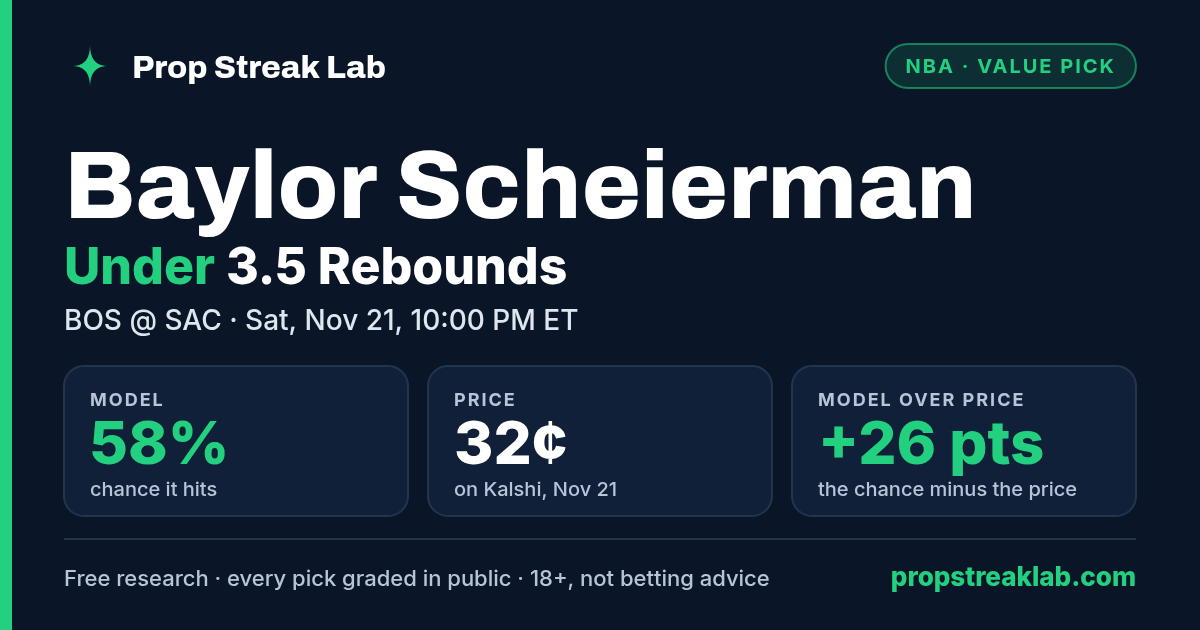 Prop Streak Lab
NBA · VALUE PICK
Baylor Scheierman
Under 3.5 Rebounds
BOS @ SAC · Sat, Nov 21, 10:00 PM ET
MODEL
58%
chance it hits
PRICE
32¢
on Kalshi, Nov 21
MODEL OVER PRICE
+26 pts
the chance minus the price
Free research · every pick graded in public · 18+, not betting advice
propstreaklab.com